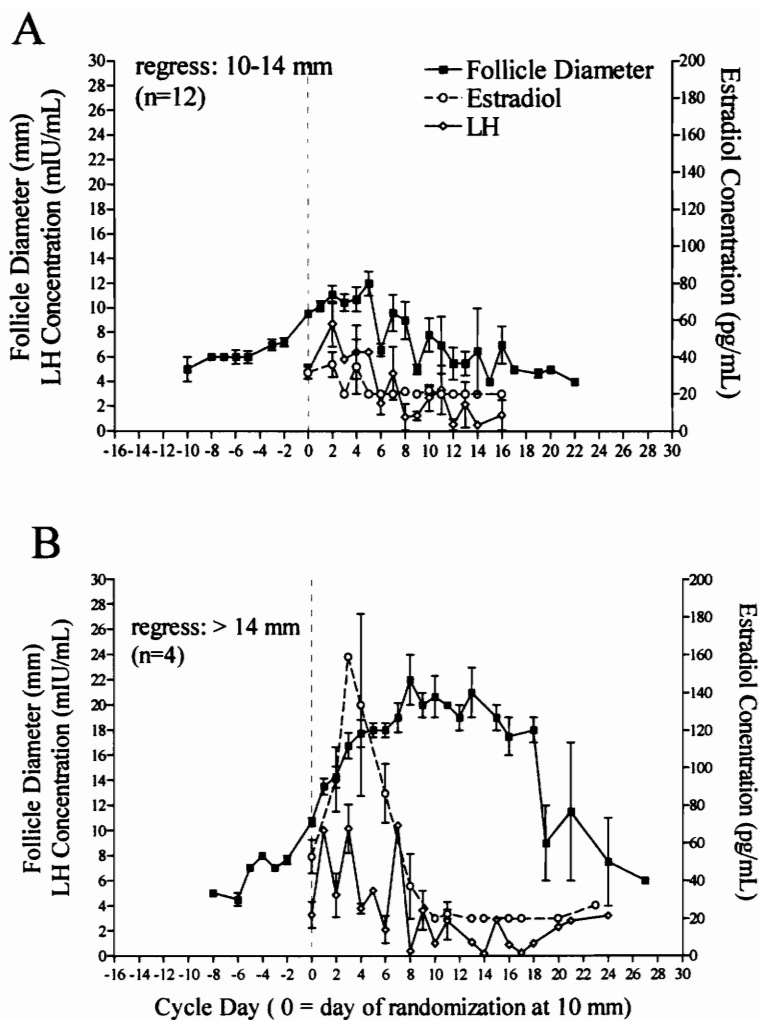 A
regress: 10-14 mm
(n=12)
Follicle Diameter
Estradiol
LH
Follicle Diameter (mm)
LH Concentration (mIU/mL)
30
28
26
24
22
20
18
16
14
12
10
8
6
4
2
0
200
180
160
140
120
100
80
60
40
20
0
Estradiol Conentration
(pg/mL)
-16 -14 -12 -10 -8 -6 -4 -2 0 2 4 6 8 10 12 14 16 18 20 22 24 26 28 30
B
regress: > 14 mm
(n=4)
Follicle Diameter (mm)
LH Concentration (mIU/mL)
30
28
26
24
22
20
18
16
14
12
10
8
6
4
2
0
200
180
160
140
120
100
80
60
40
20
0
Estradiol Conentration
(pg/mL)
-16 -14 -12 -10 -8 -6 -4 -2 0 2 4 6 8 10 12 14 16 18 20 22 24 26 28 30
Cycle Day ( 0 = day of randomization at 10 mm)